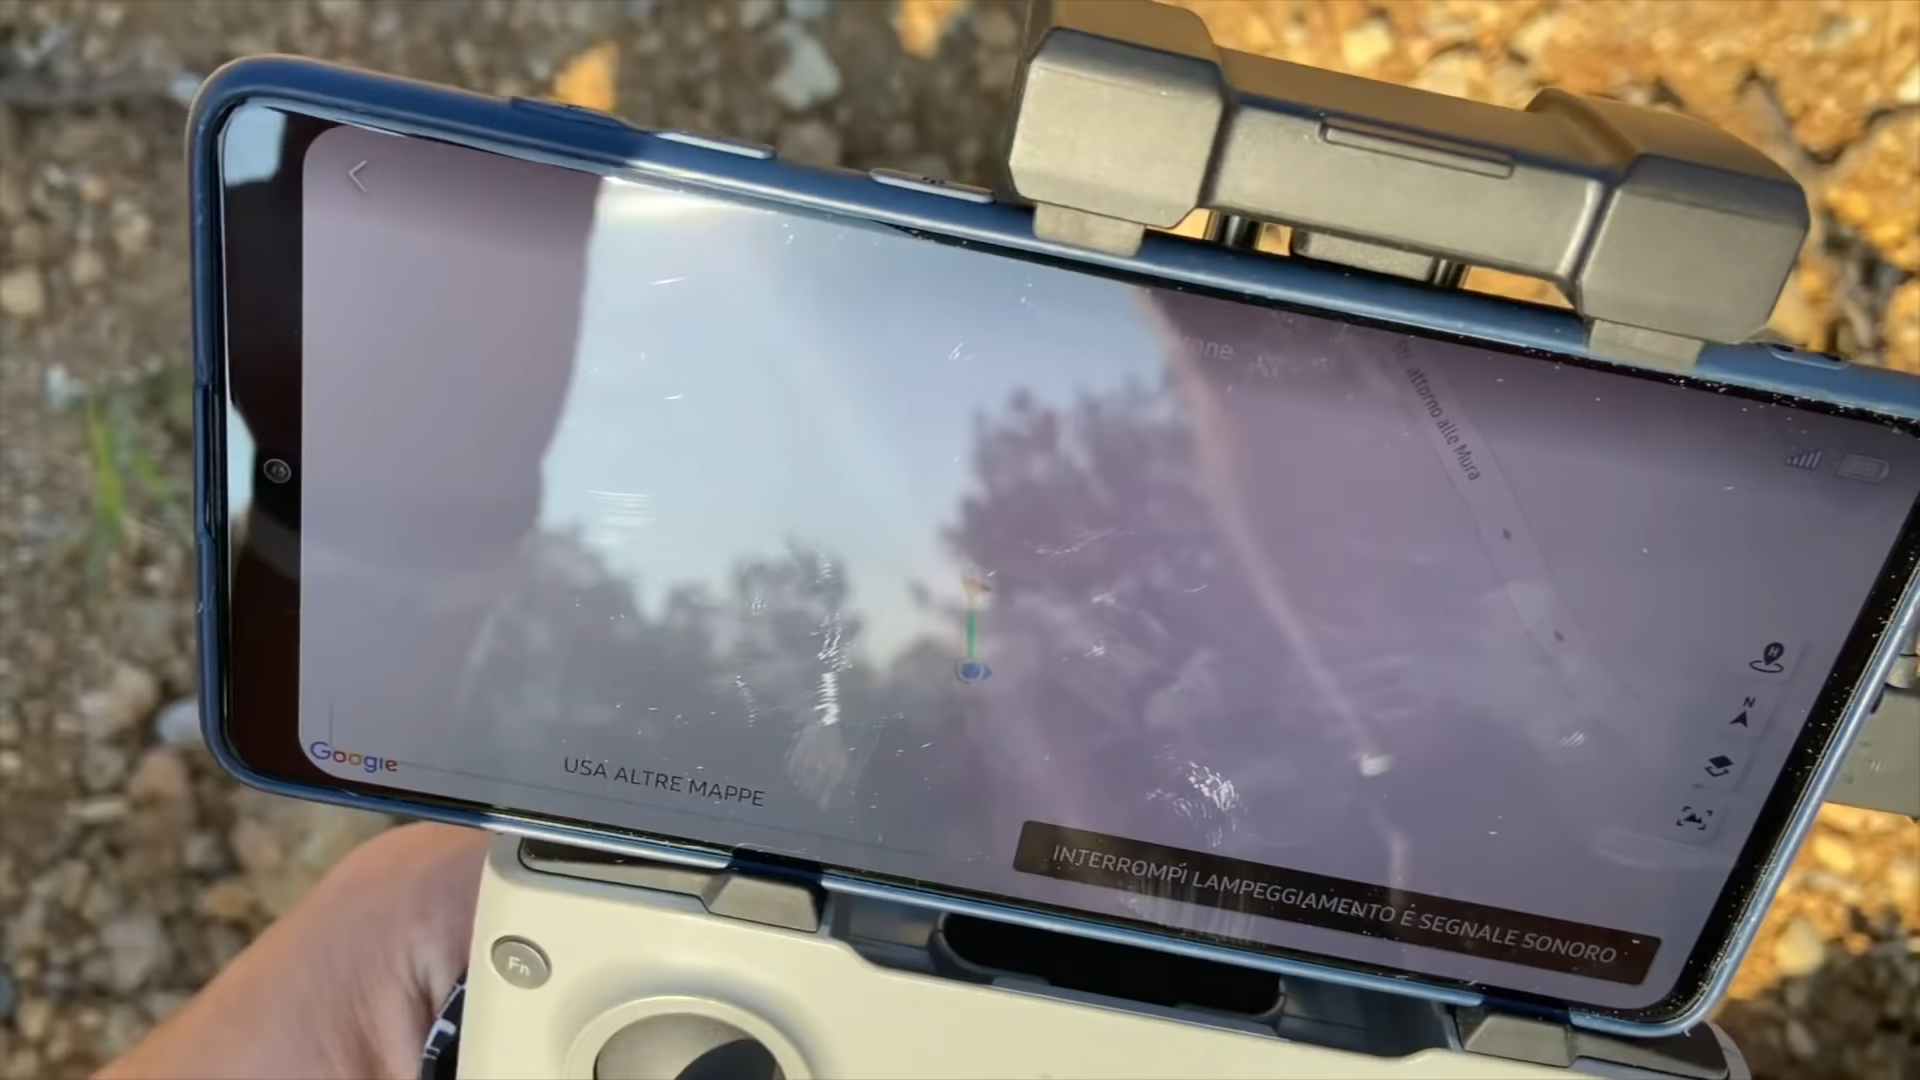 attorno alle Mura
H
N
Google
USA ALTRE MAPPE
INTERROMPI LAMPEGGIAMENTO E SEGNALE SONORO
Fn